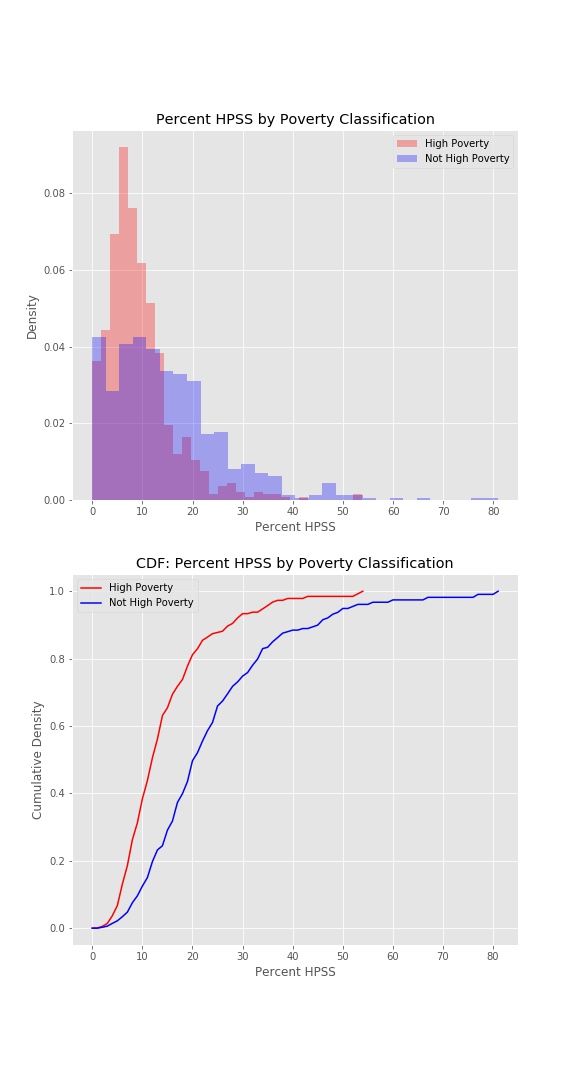 Percent HPSS by Poverty Classification
High Poverty
Not High Poverty
0.08
0.06
0.04
0.02
0.00
Density
0 10 20 30 40 50 60 70 80
Percent HPSS
CDF: Percent HPSS by Poverty Classification
High Poverty
Not High Poverty
1.0
0.8
0.6
0.4
0.2
0.0
Cumulative Density
0 10 20 30 40 50 60 70 80
Percent HPSS